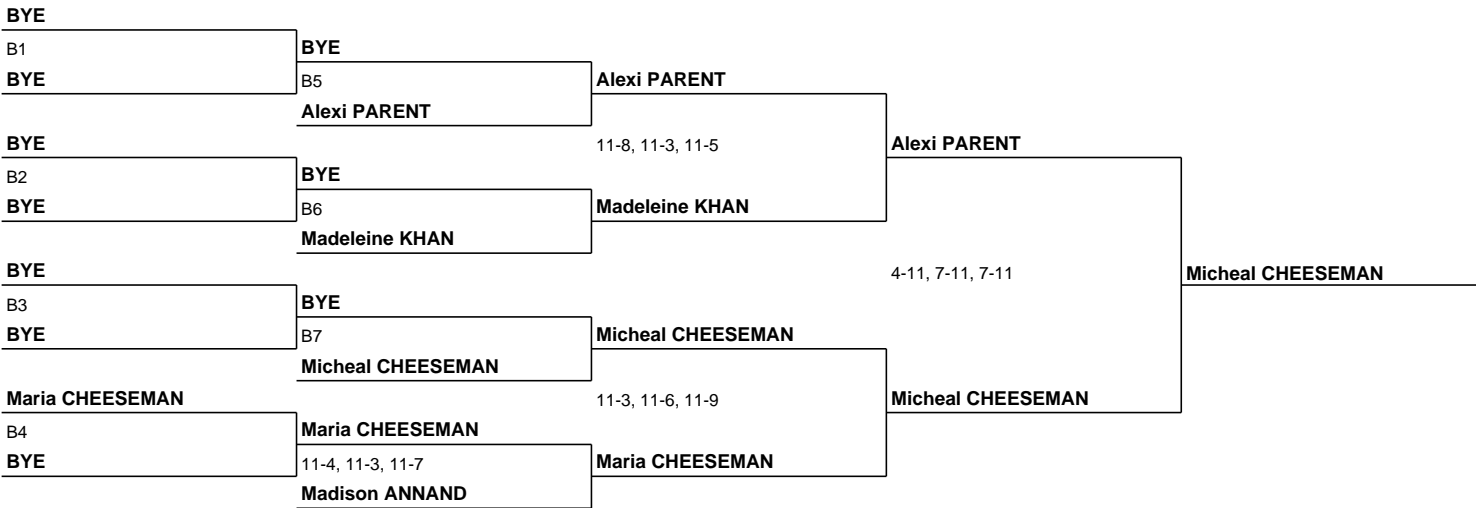 BYE
B1
BYE
BYE
B5
Alexi PARENT
Alexi PARENT
BYE
11-8, 11-3, 11-5
Alexi PARENT
B2
BYE
BYE
B6
Madeleine KHAN
Madeleine KHAN
BYE
4-11, 7-11, 7-11
Micheal CHEESEMAN
B3
BYE
BYE
B7
Micheal CHEESEMAN
Micheal CHEESEMAN
Maria CHEESEMAN
11-3, 11-6, 11-9
Micheal CHEESEMAN
B4
Maria CHEESEMAN
BYE
11-4, 11-3, 11-7
Maria CHEESEMAN
Madison ANNAND